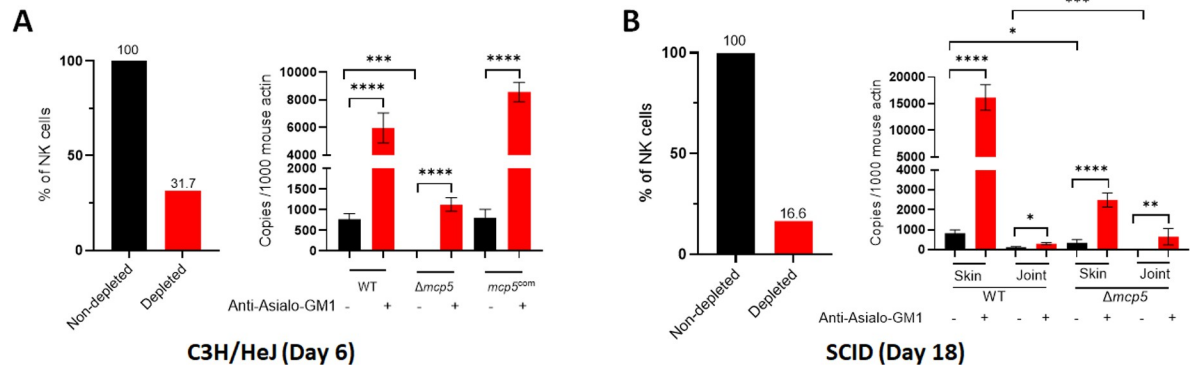 A
% of NK cells
100
50
0
100
31.7
Non-depleted
Depleted
Copies /1000 mouse actin
10000
8000
6000
4000
2000
1500
1000
500
0
***
****
****
****
WT
Δmcp5
mcp5com
Anti-Asialo-GM1
- + - + - +
C3H/HeJ (Day 6)
B
% of NK cells
100
50
0
100
16.6
Non-depleted
Depleted
Copies /1000 mouse actin
20000
15000
10000
5000
4000
3000
2000
1000
0
***
*
****
*
****
**
Skin Joint Skin Joint
WT Δmcp5
Anti-Asialo-GM1 - + - + - + - +
SCID (Day 18)